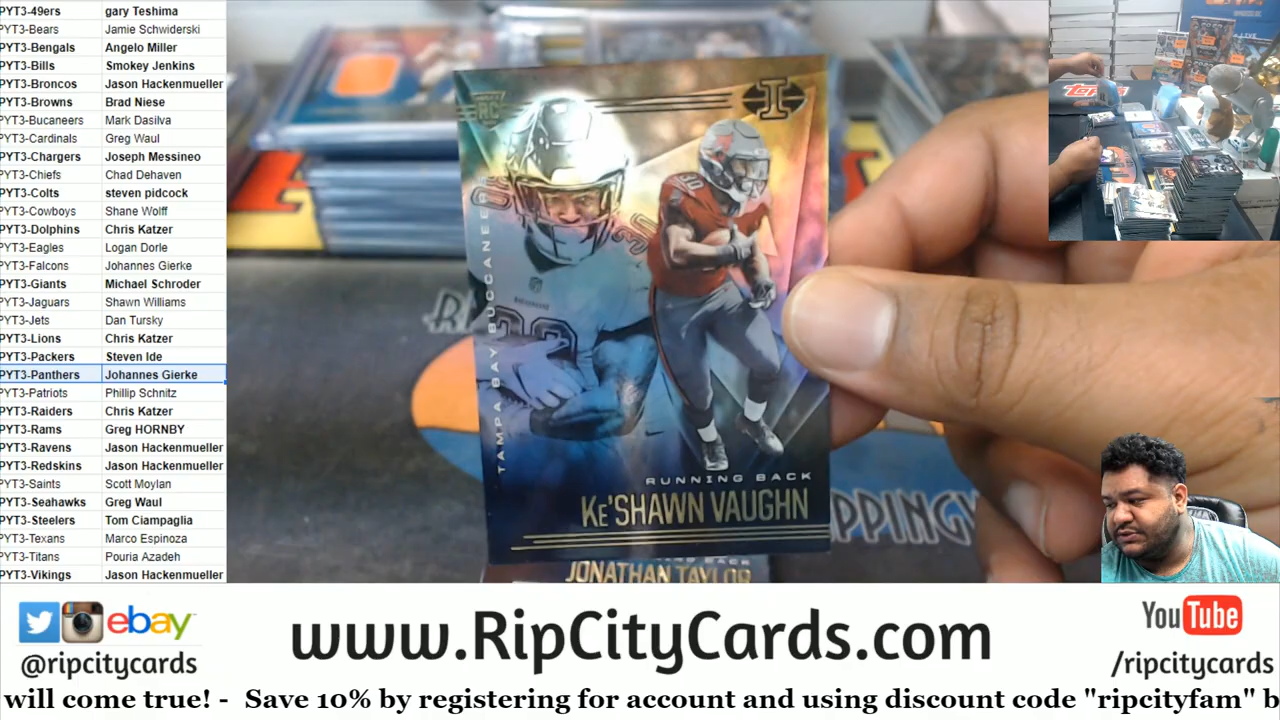 PYT3-49ers gary Teshima
PYT3-Bears Jamie Schwiderski
PYT3-Bengals Angelo Miller
PYT3-Bills Smokey Jenkins
PYT3-Broncos Jason Hackenmueller
PYT3-Browns Brad Niese
PYT3-Bucaneers Mark Dasilva
PYT3-Cardinals Greg Waul
PYT3-Chargers Joseph Messineo
PYT3-Chiefs Chad Dehaven
PYT3-Colts steven pidcock
PYT3-Cowboys Shane Wolff
PYT3-Dolphins Chris Katzer
PYT3-Eagles Logan Dorle
PYT3-Falcons Johannes Gierke
PYT3-Giants Michael Schroder
PYT3-Jaguars Shawn Williams
PYT3-Jets Dan Tursky
PYT3-Lions Chris Katzer
PYT3-Packers Steven Ide
PYT3-Panthers Johannes Gierke
PYT3-Patriots Phillip Schnitz
PYT3-Raiders Chris Katzer
PYT3-Rams Greg HORNBY
PYT3-Ravens Jason Hackenmueller
PYT3-Redskins Jason Hackenmueller
PYT3-Saints Scott Moylan
PYT3-Seahawks Greg Waul
PYT3-Steelers Tom Ciampaglia
PYT3-Texans Marco Espinoza
PYT3-Titans Pouria Azadeh
PYT3-Vikings Jason Hackenmueller
RC
I
TAMPA BAY BUCCANEERS
30
RUNNING BACK
Ke'SHAWN VAUGHN
JONATHAN TAYLOR
Topps
ebay
@ripcitycards
www.RipCityCards.com
YouTube
/ripcitycards
will come true! - Save 10% by registering for account and using discount code "ripcityfam" b